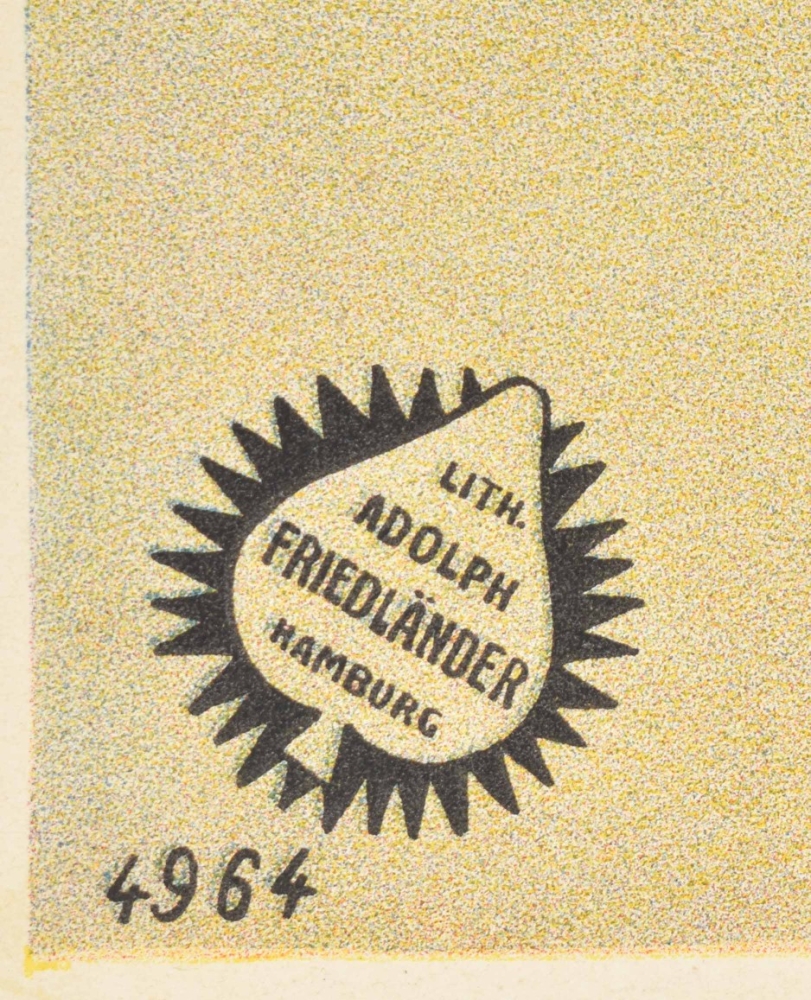 LITH.
ADOLPH
FRIEDLÄNDER
HAMBURG
4964